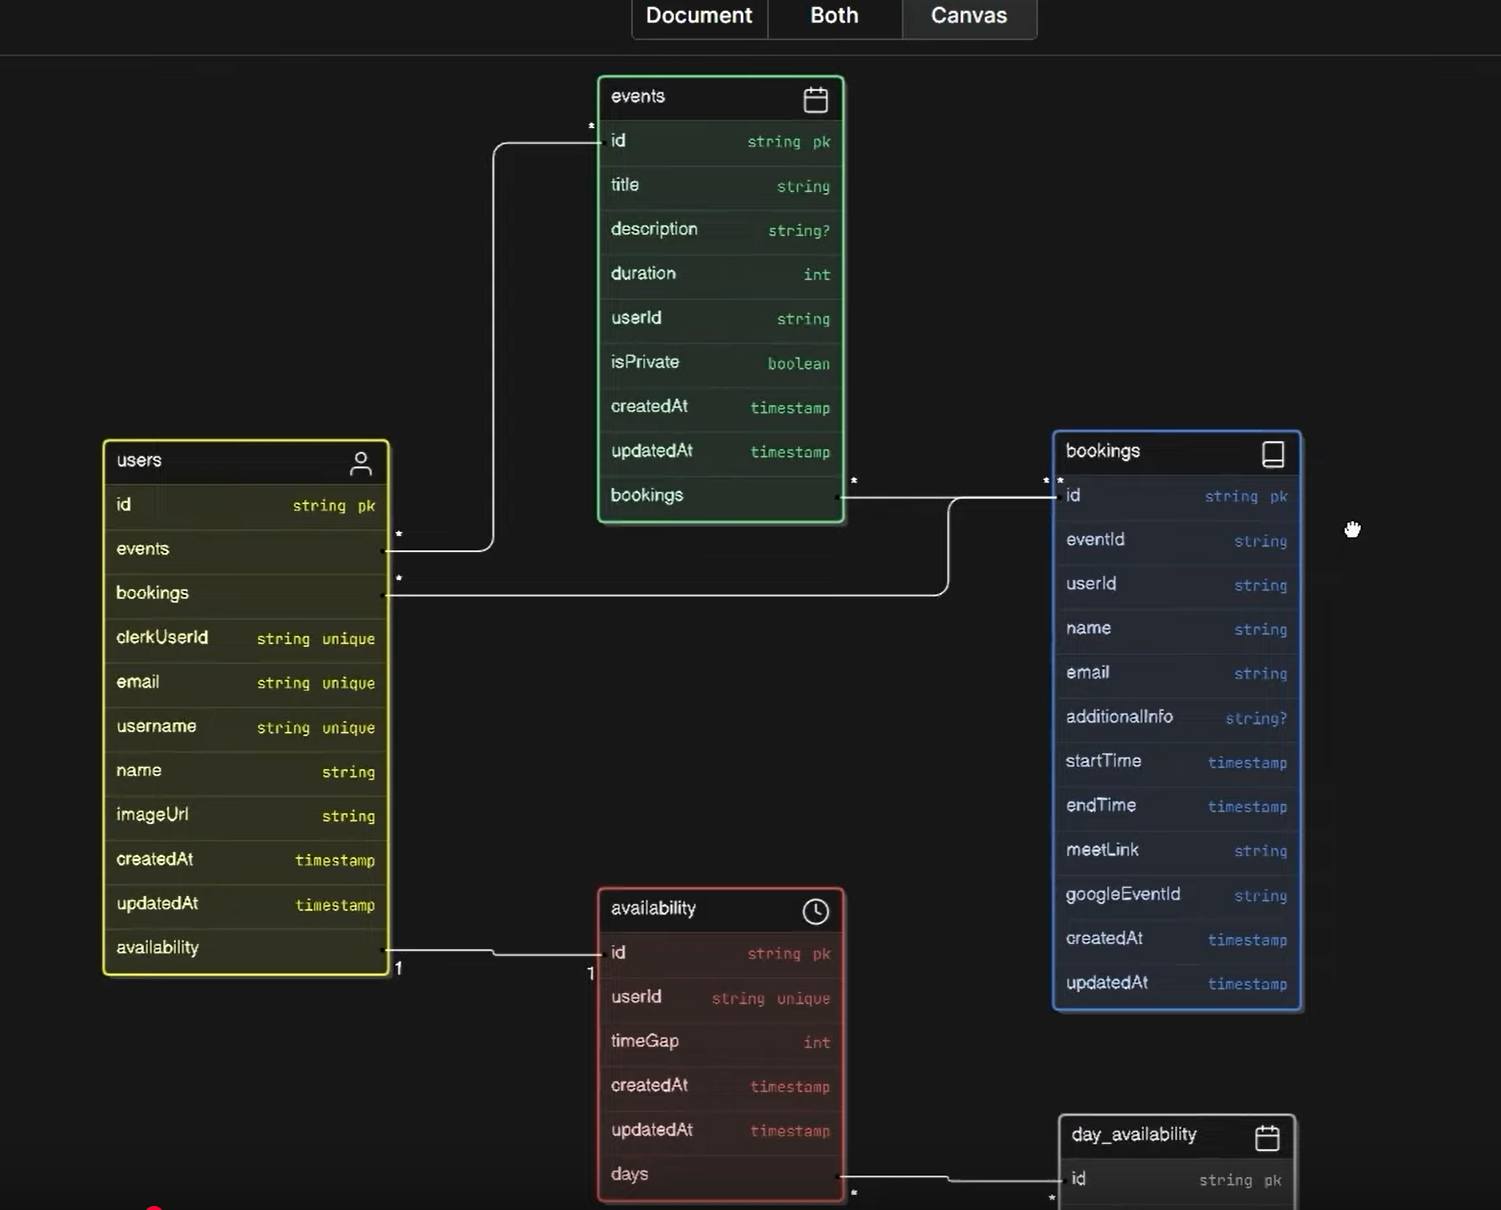 Document Both Canvas
events
* id string pk
title string
description string?
duration int
userId string
isPrivate boolean
createdAt timestamp
updatedAt timestamp
bookings *
users
id string pk
events *
bookings *
clerkUserId string unique
email string unique
username string unique
name string
imageUrl string
createdAt timestamp
updatedAt timestamp
availability 1
bookings
* * id string pk
eventId string
userId string
name string
email string
additionalInfo string?
startTime timestamp
endTime timestamp
meetLink string
googleEventId string
createdAt timestamp
updatedAt timestamp
availability
1 id string pk
userId string unique
timeGap int
createdAt timestamp
updatedAt timestamp
days *
day_availability
* id string pk